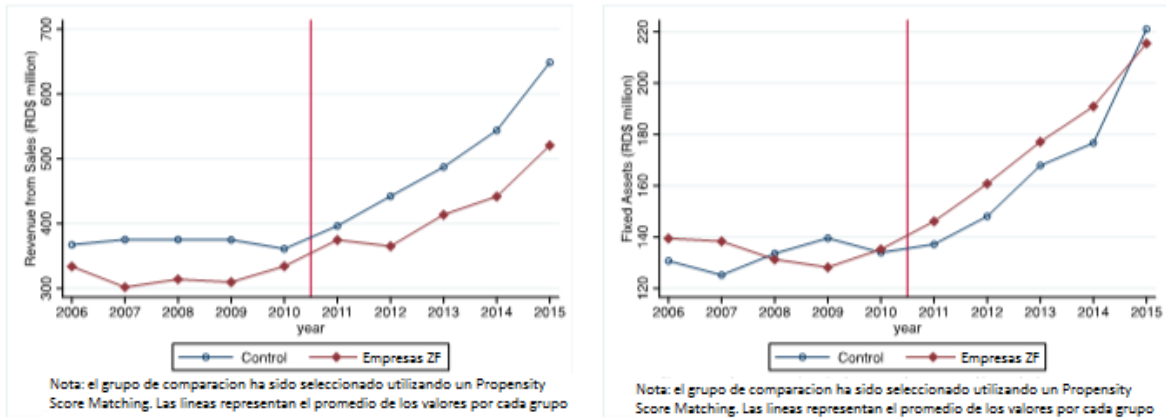 Revenue from Sales (RD$ million)
700
600
500
400
300
2006 2007 2008 2009 2010 2011 2012 2013 2014 2015
year
Control Empresas ZF
Nota: el grupo de comparacion ha sido seleccionado utilizando un Propensity
Score Matching. Las lineas representan el promedio de los valores por cada grupo
Fixed Assets (RD$ million)
220
200
180
160
140
120
2006 2007 2008 2009 2010 2011 2012 2013 2014 2015
year
Control Empresas ZF
Nota: el grupo de comparacion ha sido seleccionado utilizando un Propensity
Score Matching. Las lineas representan el promedio de los valores por cada grupo